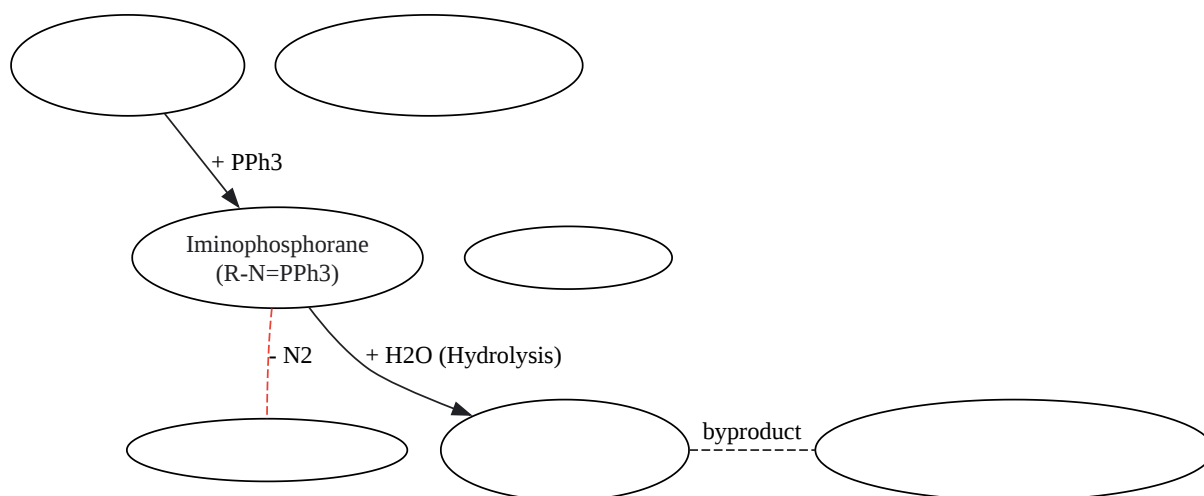 + PPh3
Iminophosphorane
(R-N=PPh3)
- N2
+ H2O (Hydrolysis)
byproduct